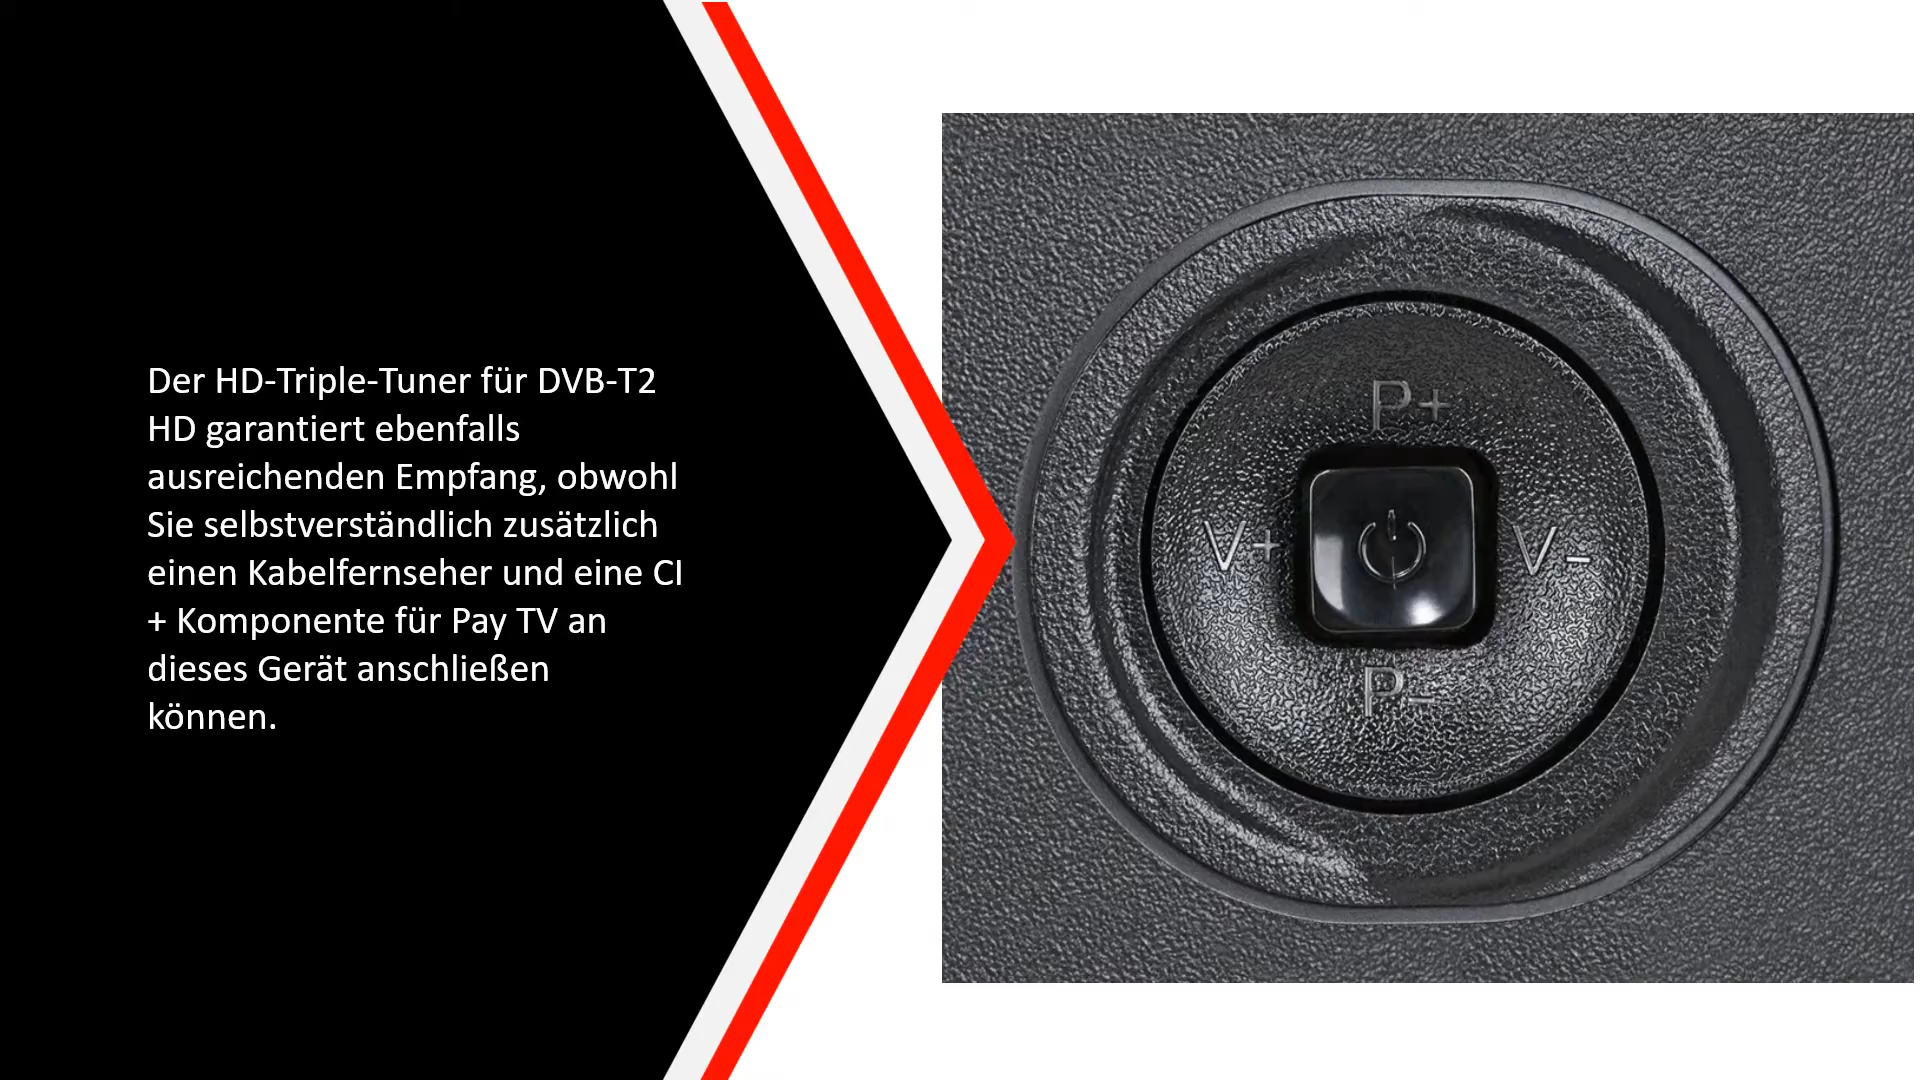 Der HD-Triple-Tuner für DVB-T2
HD garantiert ebenfalls
ausreichenden Empfang, obwohl
Sie selbstverständlich zusätzlich
einen Kabelfernseher und eine CI
+ Komponente für Pay TV an
dieses Gerät anschließen
können.
P+
V+ V-
P-